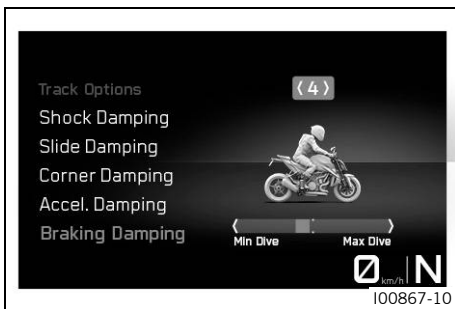 Track Options
⟨4⟩
Shock Damping
Slide Damping
Corner Damping
Accel. Damping
Braking Damping
Min Dive Max Dive
0 km/h N
I00867-10